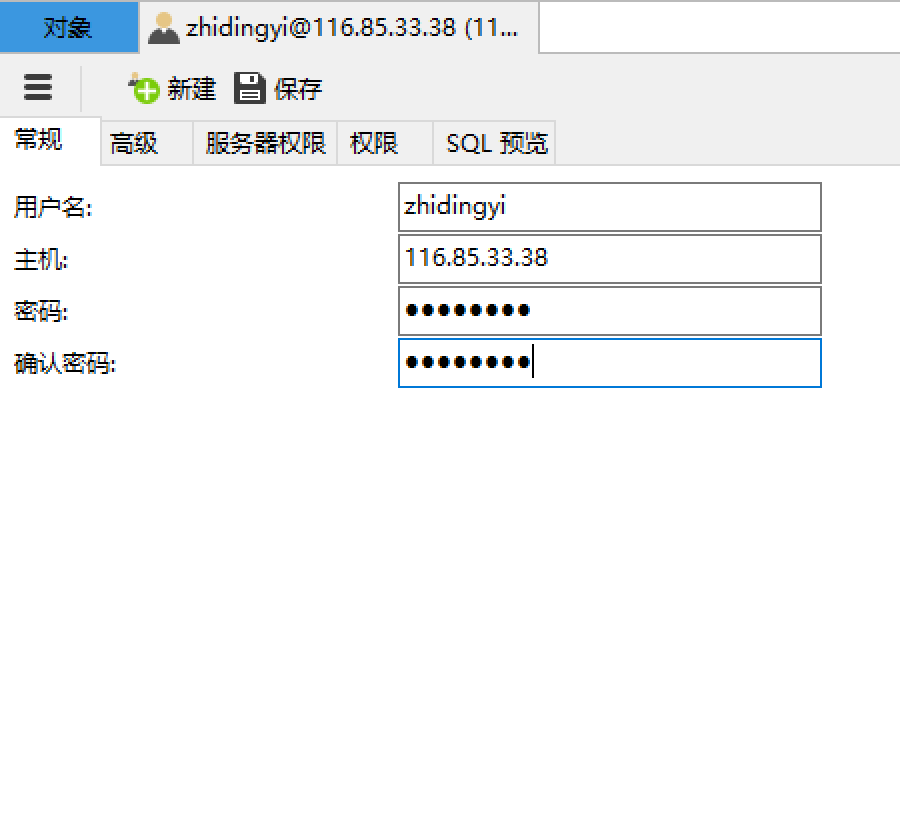 对象 zhidingyi@116.85.33.38 (11...
新建 保存
常规 高级 服务器权限 权限 SQL 预览
用户名: zhidingyi
主机: 116.85.33.38
密码: ●●●●●●●●
确认密码: ●●●●●●●●